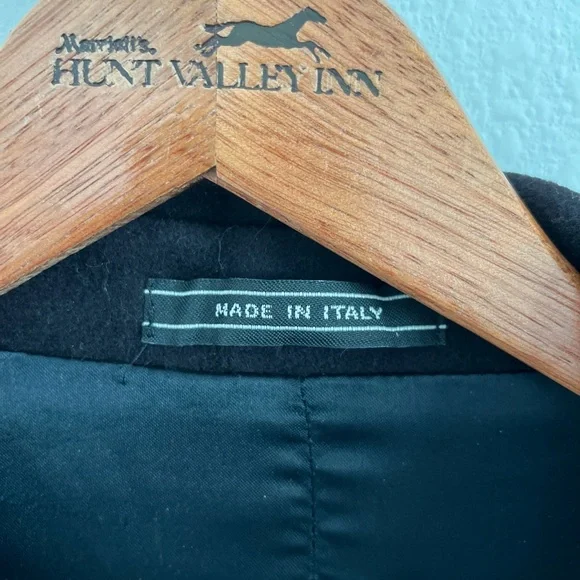 Marriott's.
HUNT VALLEY INN
MADE IN ITALY